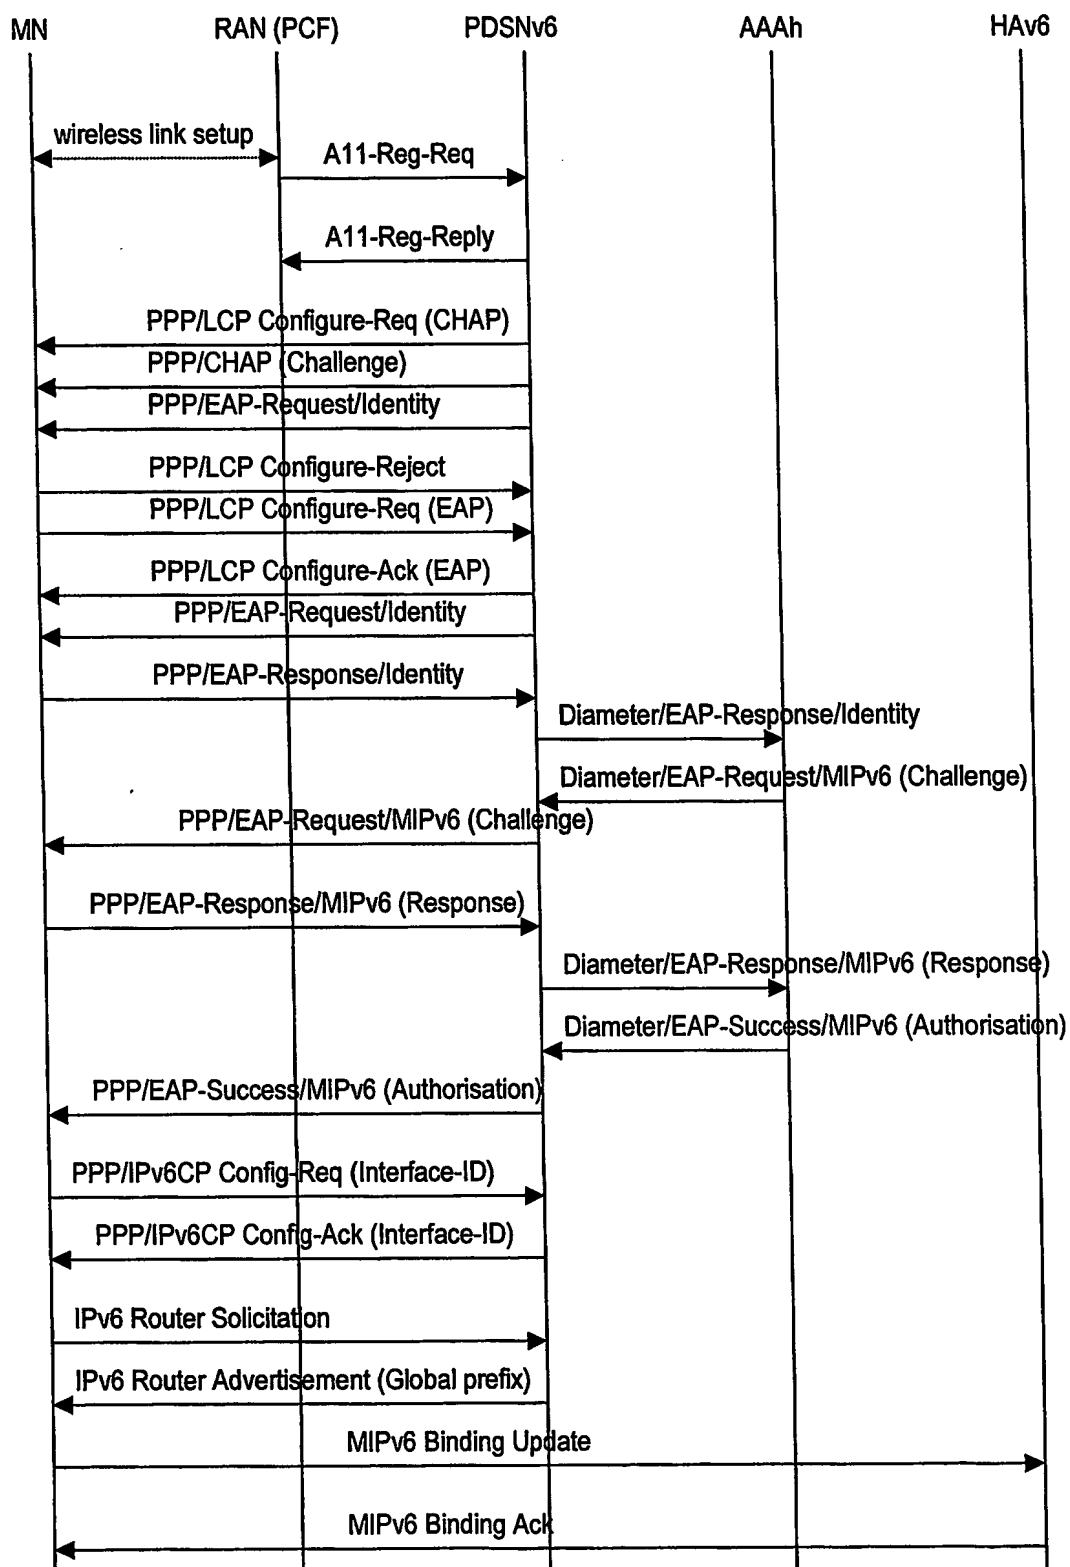 MN RAN (PCF) PDSNv6 AAAh HAv6
wireless link setup
A11-Reg-Req
A11-Reg-Reply
PPP/LCP Configure-Req (CHAP)
PPP/CHAP (Challenge)
PPP/EAP-Request/Identity
PPP/LCP Configure-Reject
PPP/LCP Configure-Req (EAP)
PPP/LCP Configure-Ack (EAP)
PPP/EAP-Request/Identity
PPP/EAP-Response/Identity
Diameter/EAP-Response/Identity
Diameter/EAP-Request/MIPv6 (Challenge)
PPP/EAP-Request/MIPv6 (Challenge)
PPP/EAP-Response/MIPv6 (Response)
Diameter/EAP-Response/MIPv6 (Response)
Diameter/EAP-Success/MIPv6 (Authorisation)
PPP/EAP-Success/MIPv6 (Authorisation)
PPP/IPv6CP Config-Req (Interface-ID)
PPP/IPv6CP Config-Ack (Interface-ID)
IPv6 Router Solicitation
IPv6 Router Advertisement (Global prefix)
MIPv6 Binding Update
MIPv6 Binding Ack